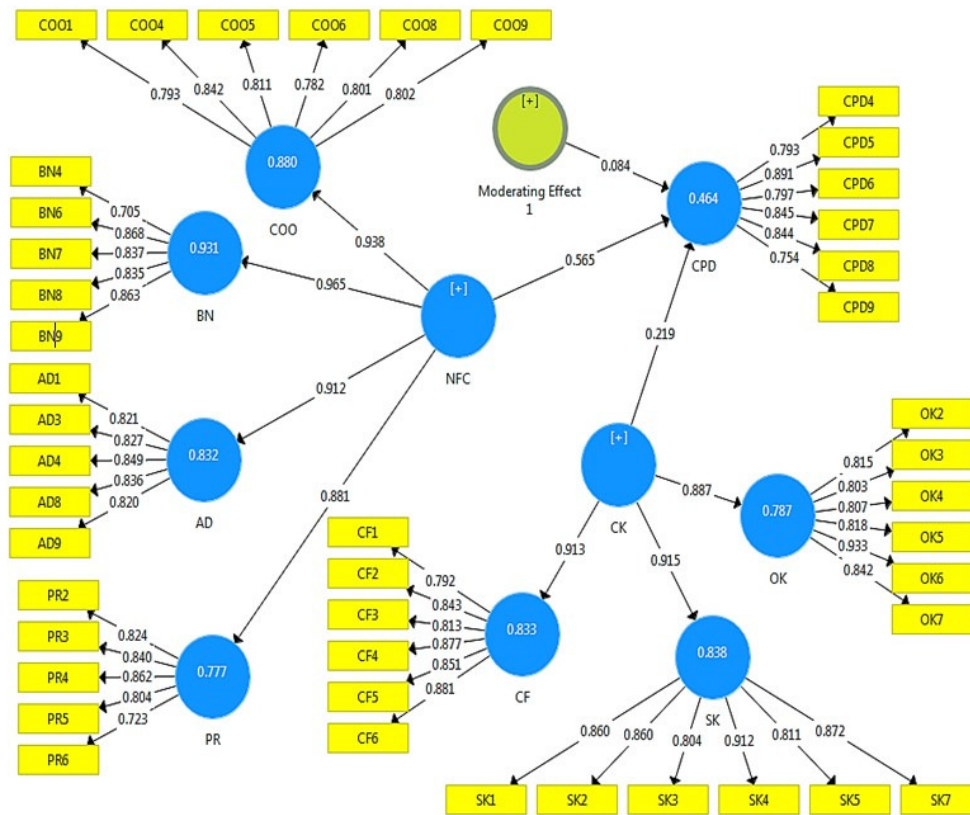 COO1 COO4 COO5 COO6 COO8 COO9
0.793 0.842 0.811 0.782 0.801 0.802
0.880
COO
[+]
Moderating Effect
1
0.084
CPD4
CPD5
CPD6
CPD7
CPD8
CPD9
0.793
0.891
0.797
0.845
0.844
0.754
0.464
CPD
BN4
BN6
BN7
BN8
BN9
0.705
0.868
0.837
0.835
0.863
0.931
BN
0.938
0.965
0.565
[+]
NFC
0.912
0.881
0.219
AD1
AD3
AD4
AD8
AD9
0.821
0.827
0.849
0.836
0.820
0.832
AD
[+]
CK
0.887
0.913
0.915
OK2
OK3
OK4
OK5
OK6
OK7
0.815
0.803
0.807
0.818
0.933
0.842
0.787
OK
CF1
CF2
CF3
CF4
CF5
CF6
0.792
0.843
0.813
0.877
0.851
0.881
0.833
CF
PR2
PR3
PR4
PR5
PR6
0.824
0.840
0.862
0.804
0.723
0.777
PR
0.838
SK
0.860 0.860 0.804 0.912 0.811 0.872
SK1 SK2 SK3 SK4 SK5 SK7